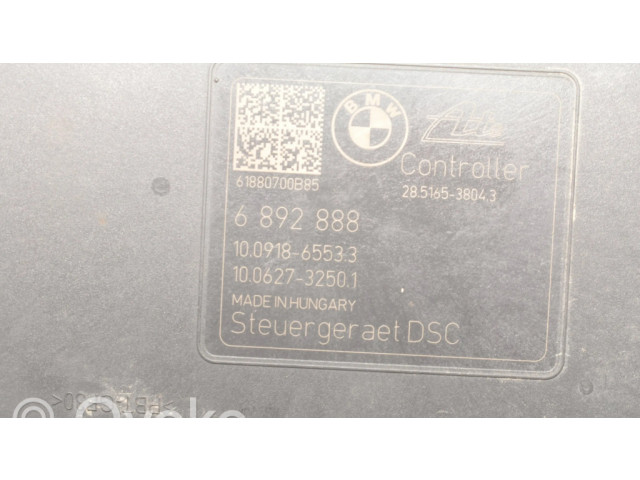 BMW
Ate
Controller
28.5165-3804.3
61880700B85
6 892 888
10.0918-6553.3
10.0627-3250.1
MADE IN HUNGARY
Steuergeraet DSC